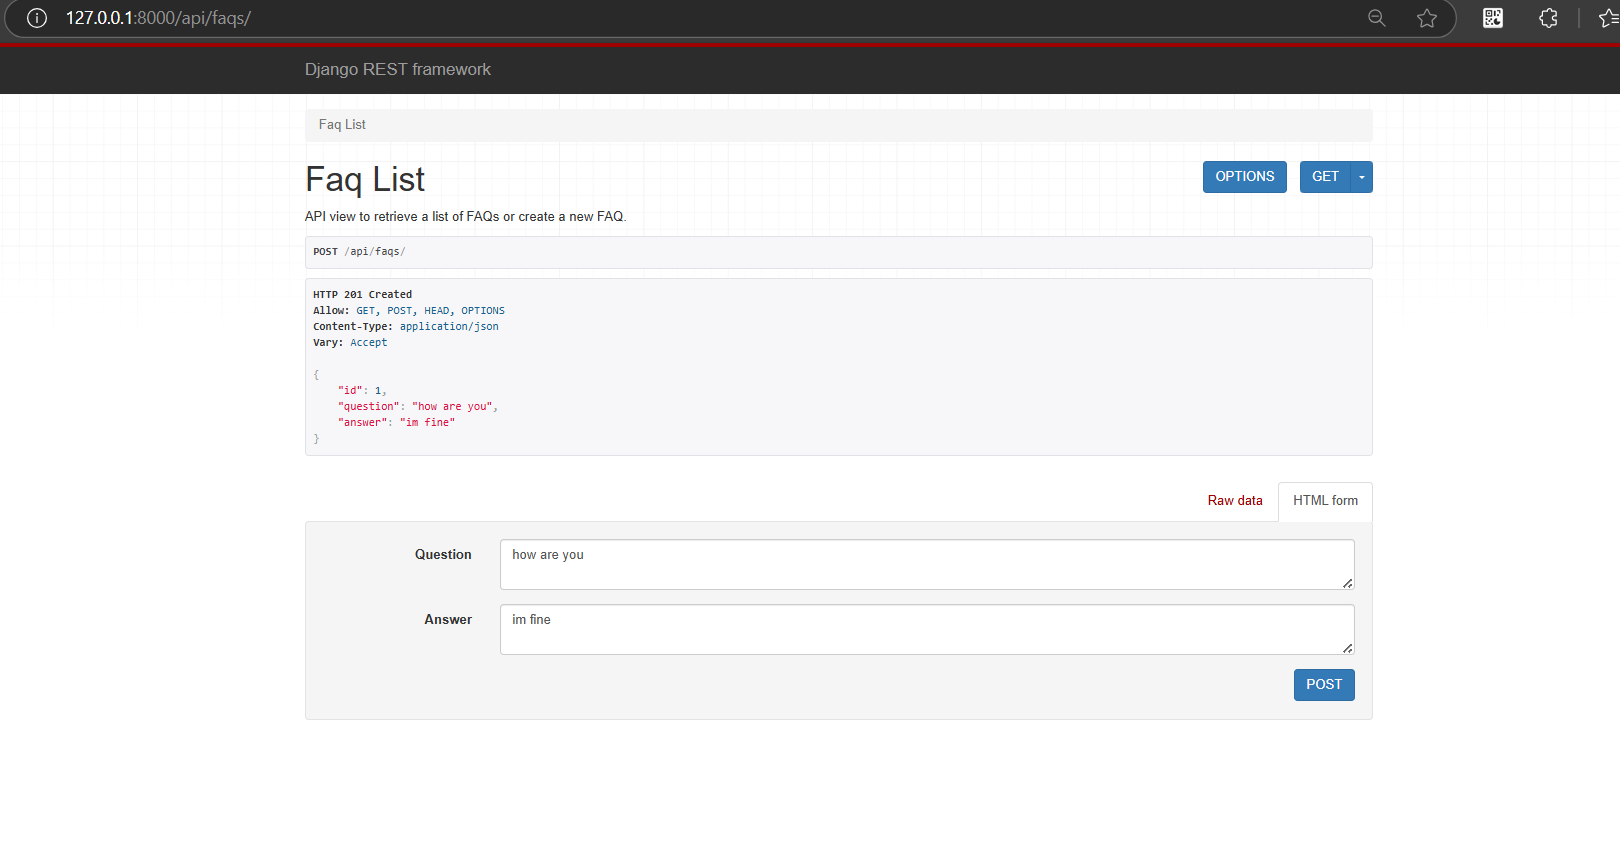 127.0.0.1:8000/api/faqs/
Django REST framework
Faq List
Faq List
OPTIONS
GET
API view to retrieve a list of FAQs or create a new FAQ.
POST /api/faqs/
HTTP 201 Created
Allow: GET, POST, HEAD, OPTIONS
Content-Type: application/json
Vary: Accept
{
    "id": 1,
    "question": "how are you",
    "answer": "im fine"
}
Raw data
HTML form
Question
how are you
Answer
im fine
POST